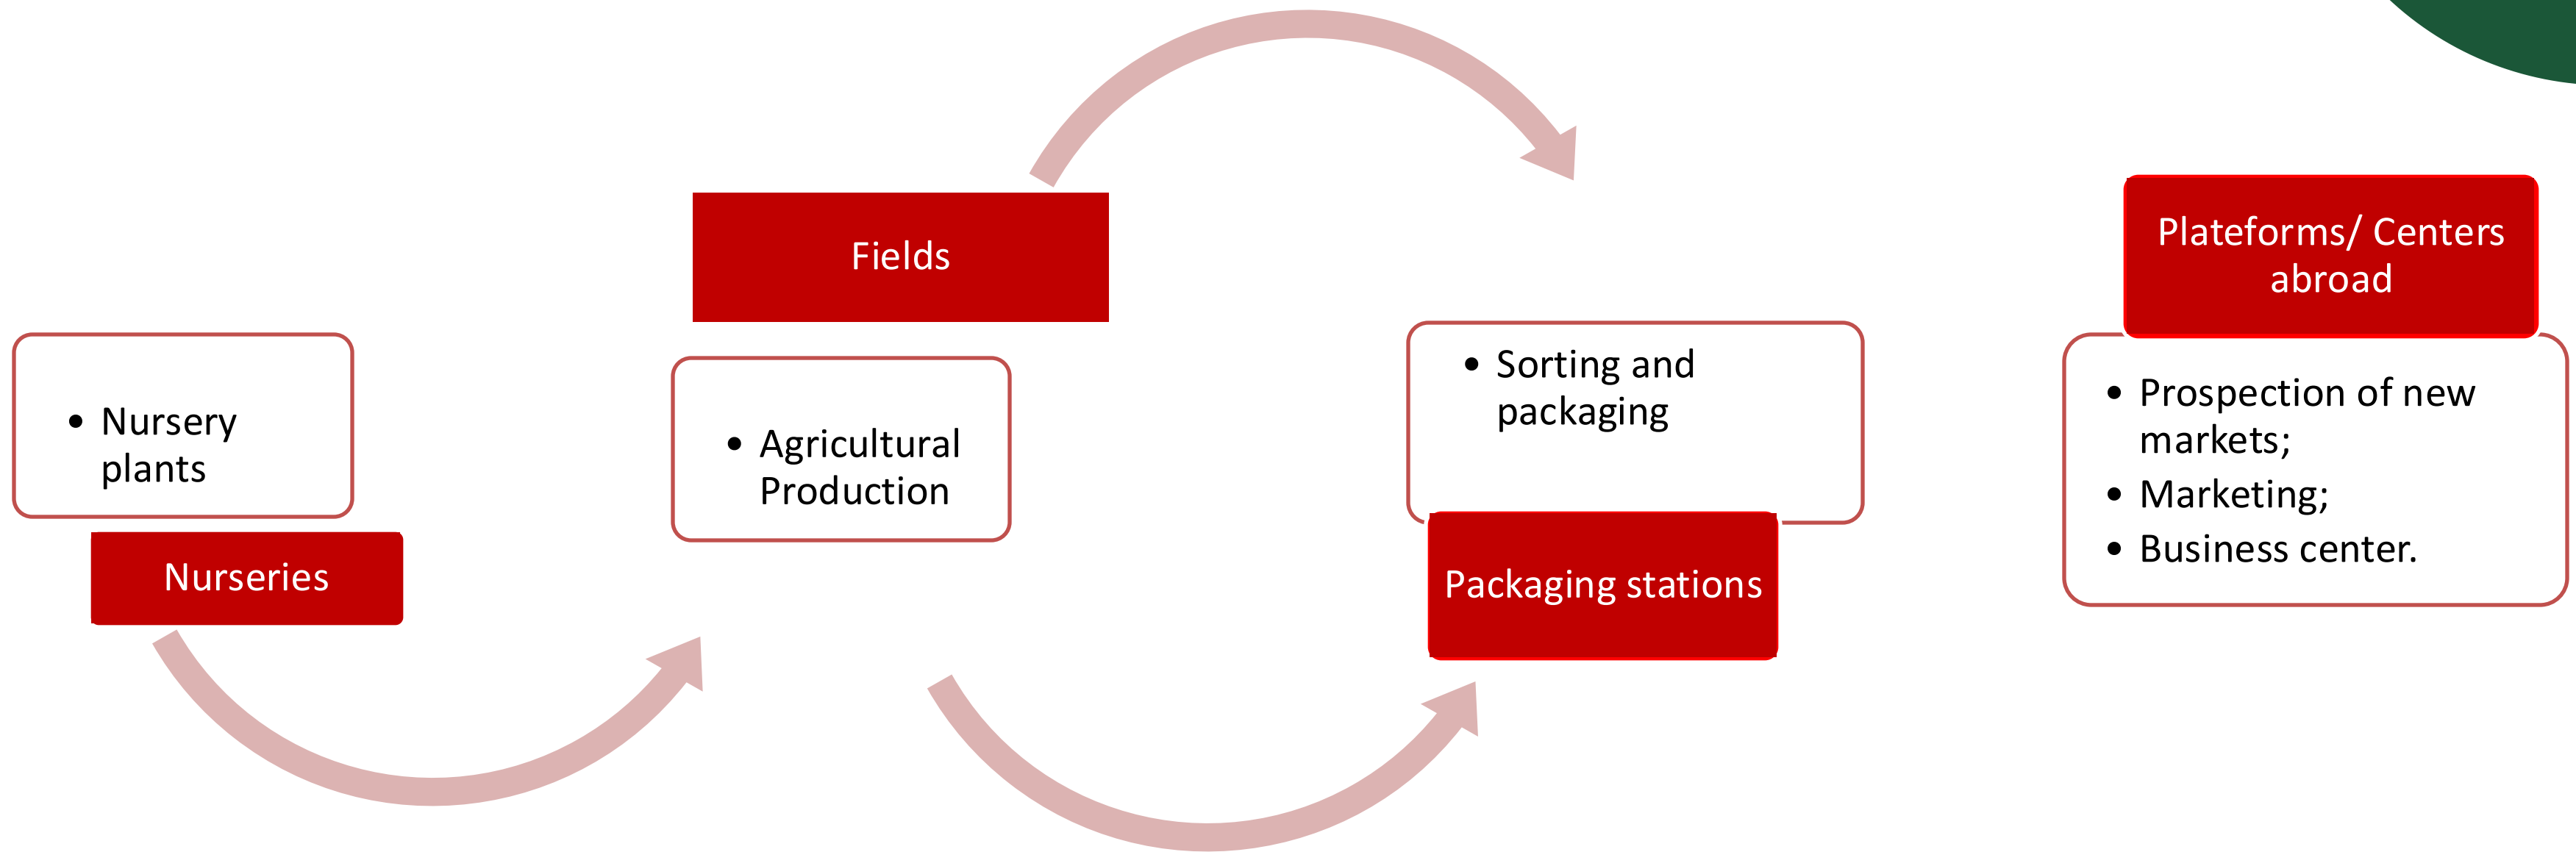 • Nursery
plants
Nurseries
Fields
• Agricultural
Production
• Sorting and
packaging
Packaging stations
Plateforms/ Centers
abroad
• Prospection of new
markets;
• Marketing;
• Business center.